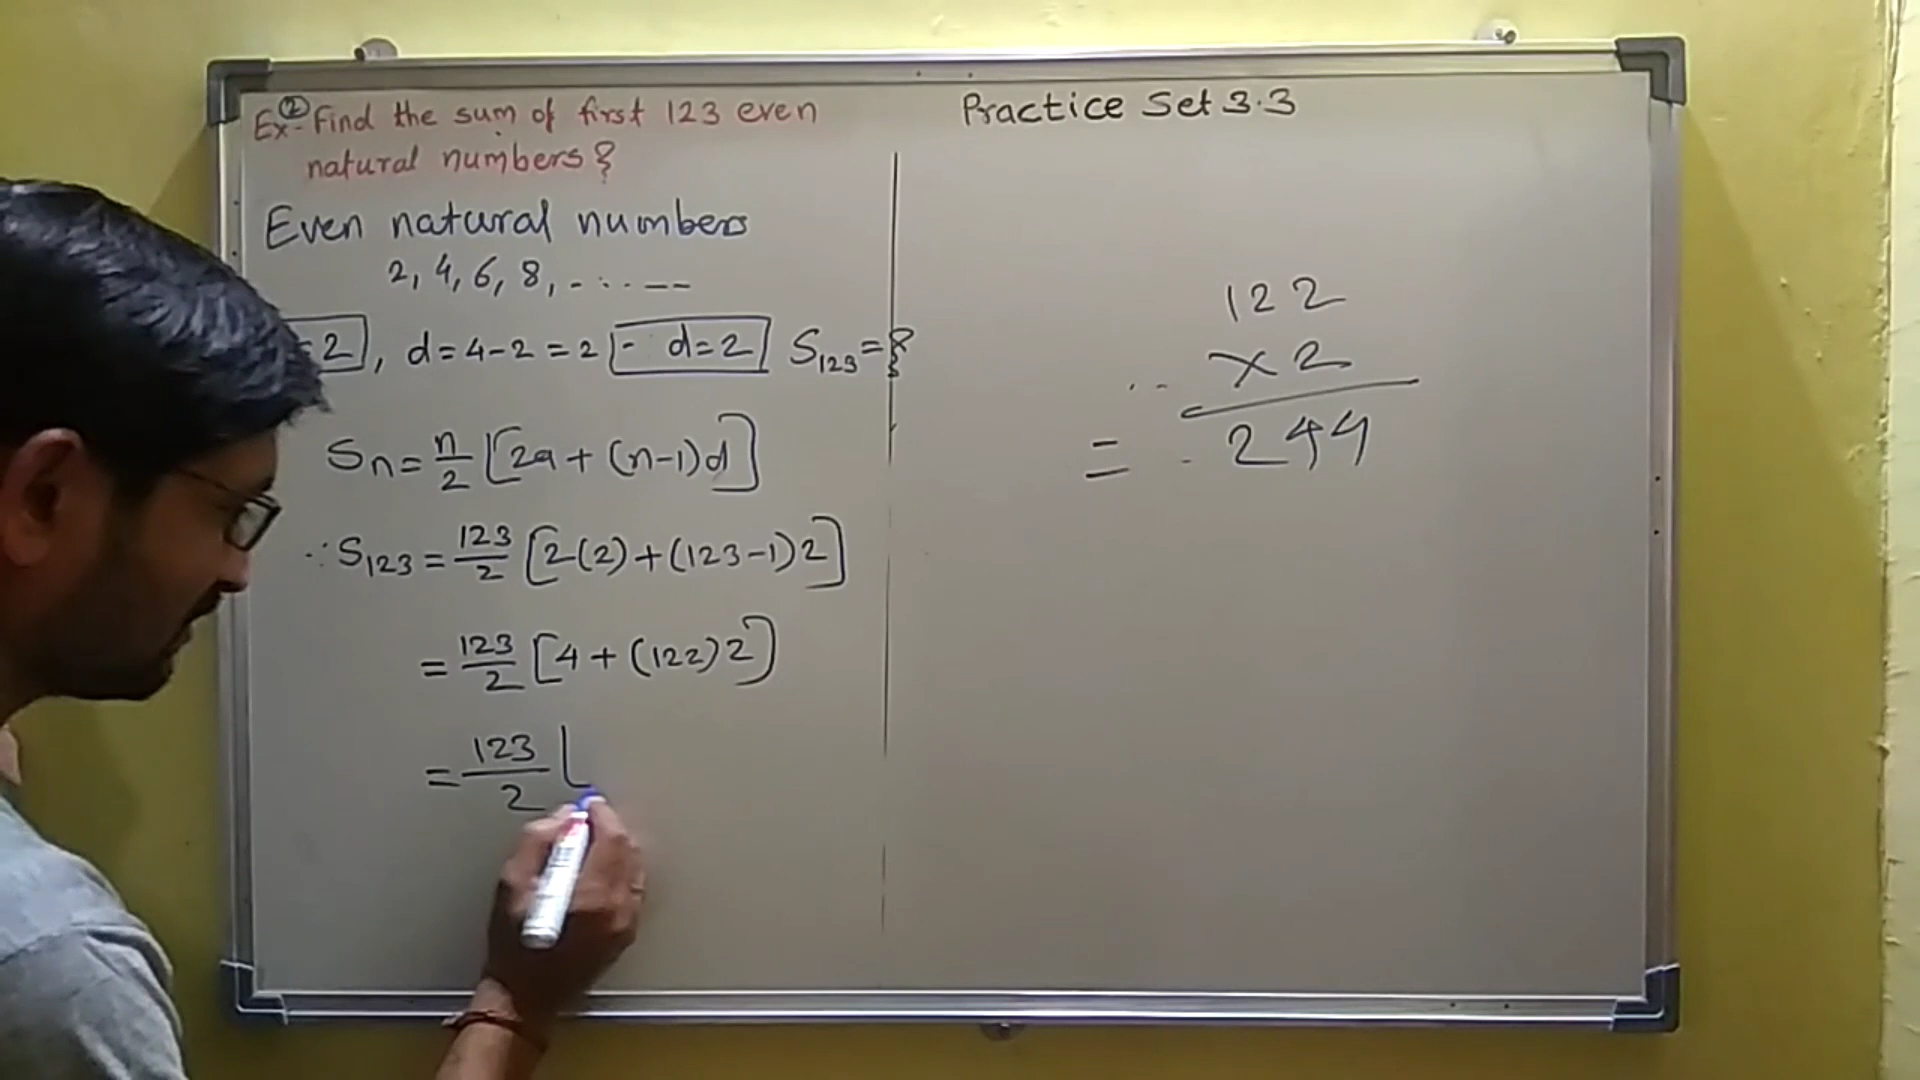 Ex-② Find the sum of first 123 even
natural numbers?
Even natural numbers
2, 4, 6, 8, - . . . - -
=2, d=4-2=2 - d=2 S₁₂₃=?
Sn=n/2[2a+(n-1)d]
∴S₁₂₃=123/2[2(2)+(123-1)2]
=123/2[4+(122)2]
=123/2[
Practice Set 3.3
122
×2
= 244